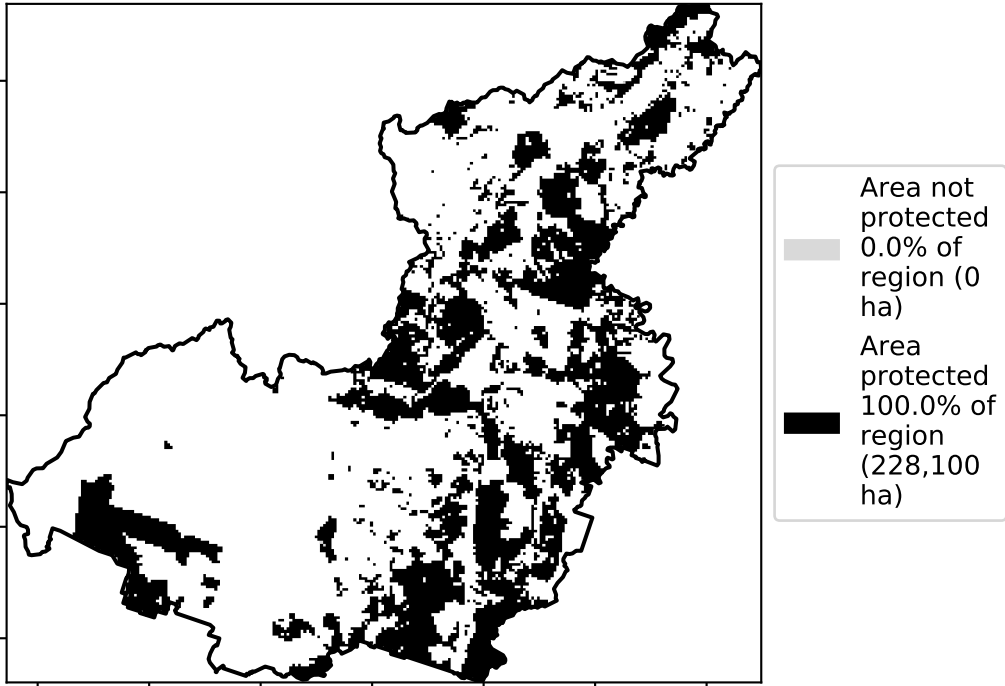 Area not
protected
0.0% of
region (0
ha)
Area
protected
100.0% of
region
(228,100
ha)